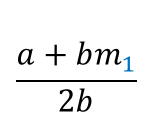 a + bm₁
2b